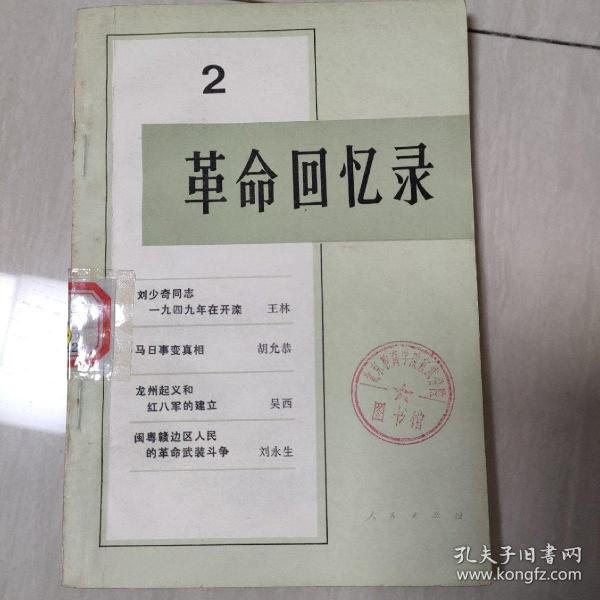 2
革命回忆录
刘少奇同志
一九四九年在开滦 王林
马日事变真相 胡允恭
龙州起义和
红八军的建立 吴西
闽粤赣边区人民
的革命武装斗争 刘永生
图书馆
人民出版社
孔夫子旧书网
www.kongfz.com